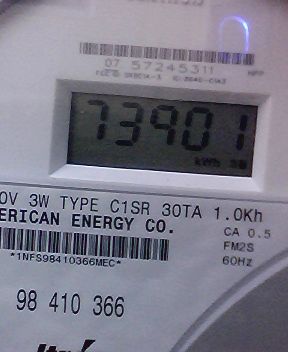 07 57245311
73901
kWh
0V 3W TYPE C1SR 30TA 1.0Kh
ERICAN ENERGY CO.
CA 0.5
FM2S
60Hz
*1NFS98410366MEC*
98 410 366